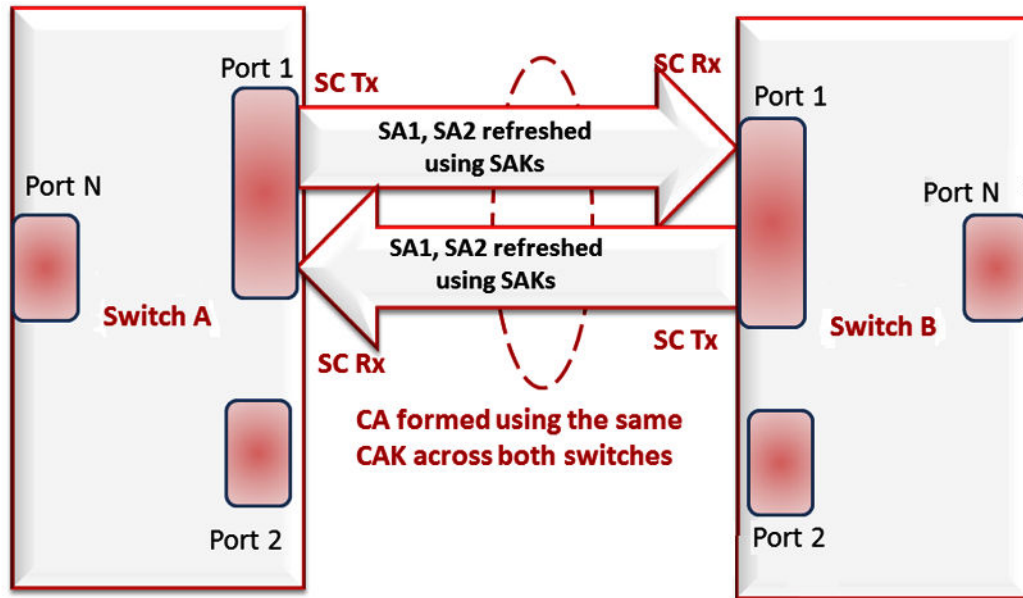 Port 1
SC Tx
SC Rx
Port 1
SA1, SA2 refreshed
using SAKs
Port N
Port N
SA1, SA2 refreshed
using SAKs
Switch A
Switch B
SC Rx
SC Tx
CA formed using the same
CAK across both switches
Port 2
Port 2